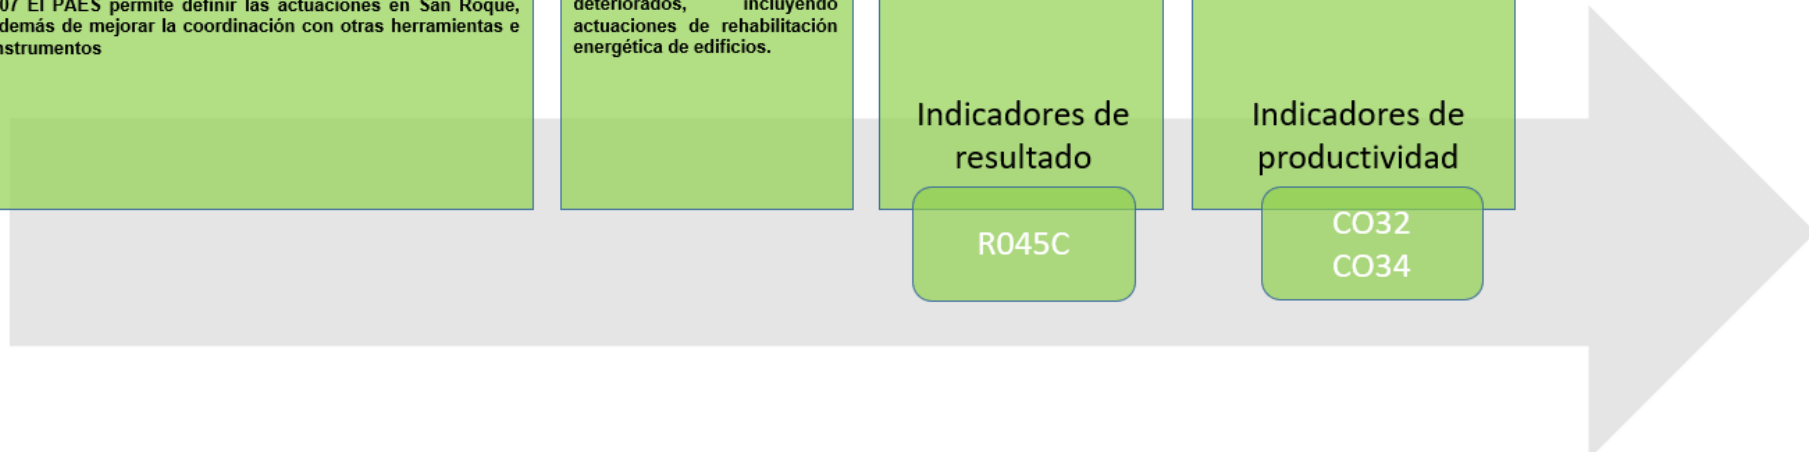 07 El PAES permite definir las actuaciones en San Roque,
demás de mejorar la coordinación con otras herramientas e
nstrumentos
deteriorados, incluyendo
actuaciones de rehabilitación
energética de edificios.
Indicadores de
resultado
R045C
Indicadores de
productividad
CO32
CO34